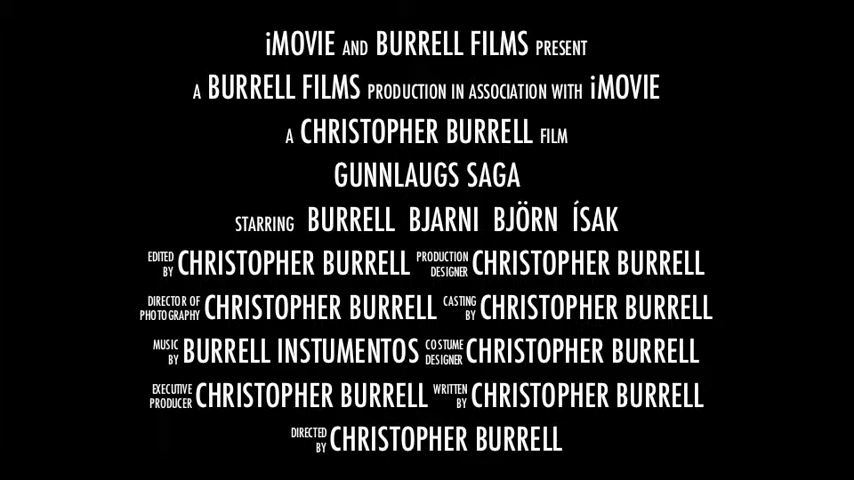 iMOVIE AND BURRELL FILMS PRESENT
A BURRELL FILMS PRODUCTION IN ASSOCIATION WITH iMOVIE
A CHRISTOPHER BURRELL FILM
GUNNLAUGS SAGA
STARRING BURRELL BJARNI BJÖRN ÍSAK
EDITED BY CHRISTOPHER BURRELL PRODUCTION DESIGNER CHRISTOPHER BURRELL
DIRECTOR OF PHOTOGRAPHY CHRISTOPHER BURRELL CASTING BY CHRISTOPHER BURRELL
MUSIC BY BURRELL INSTUMENTOS COSTUME DESIGNER CHRISTOPHER BURRELL
EXECUTIVE PRODUCER CHRISTOPHER BURRELL WRITTEN BY CHRISTOPHER BURRELL
DIRECTED BY CHRISTOPHER BURRELL